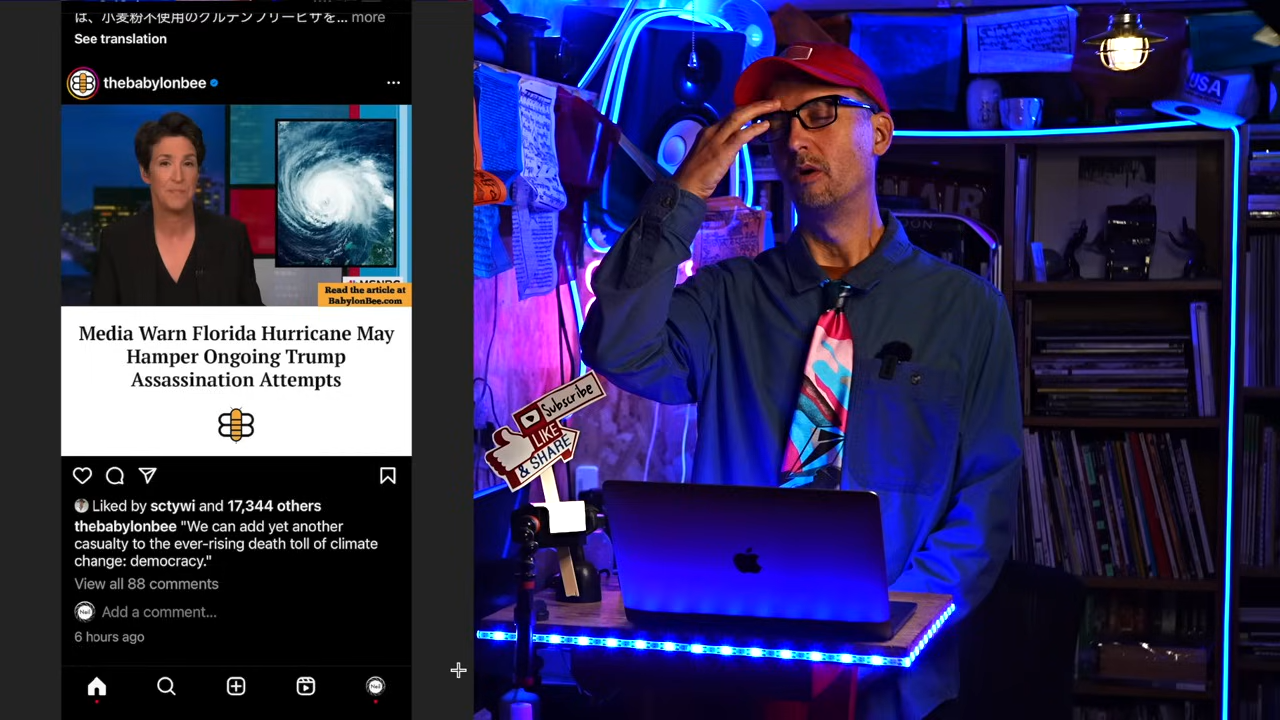 は、小麦粉不使用のグルテンフリーピザを... more
See translation
thebabylonbee
Read the article at
BabylonBee.com
Media Warn Florida Hurricane May
Hamper Ongoing Trump
Assassination Attempts
Liked by sctywi and 17,344 others
thebabylonbee "We can add yet another
casualty to the ever-rising death toll of climate
change: democracy."
View all 88 comments
Neil
Add a comment...
6 hours ago
Neil
Subscribe
LIKE
& SHARE
USA